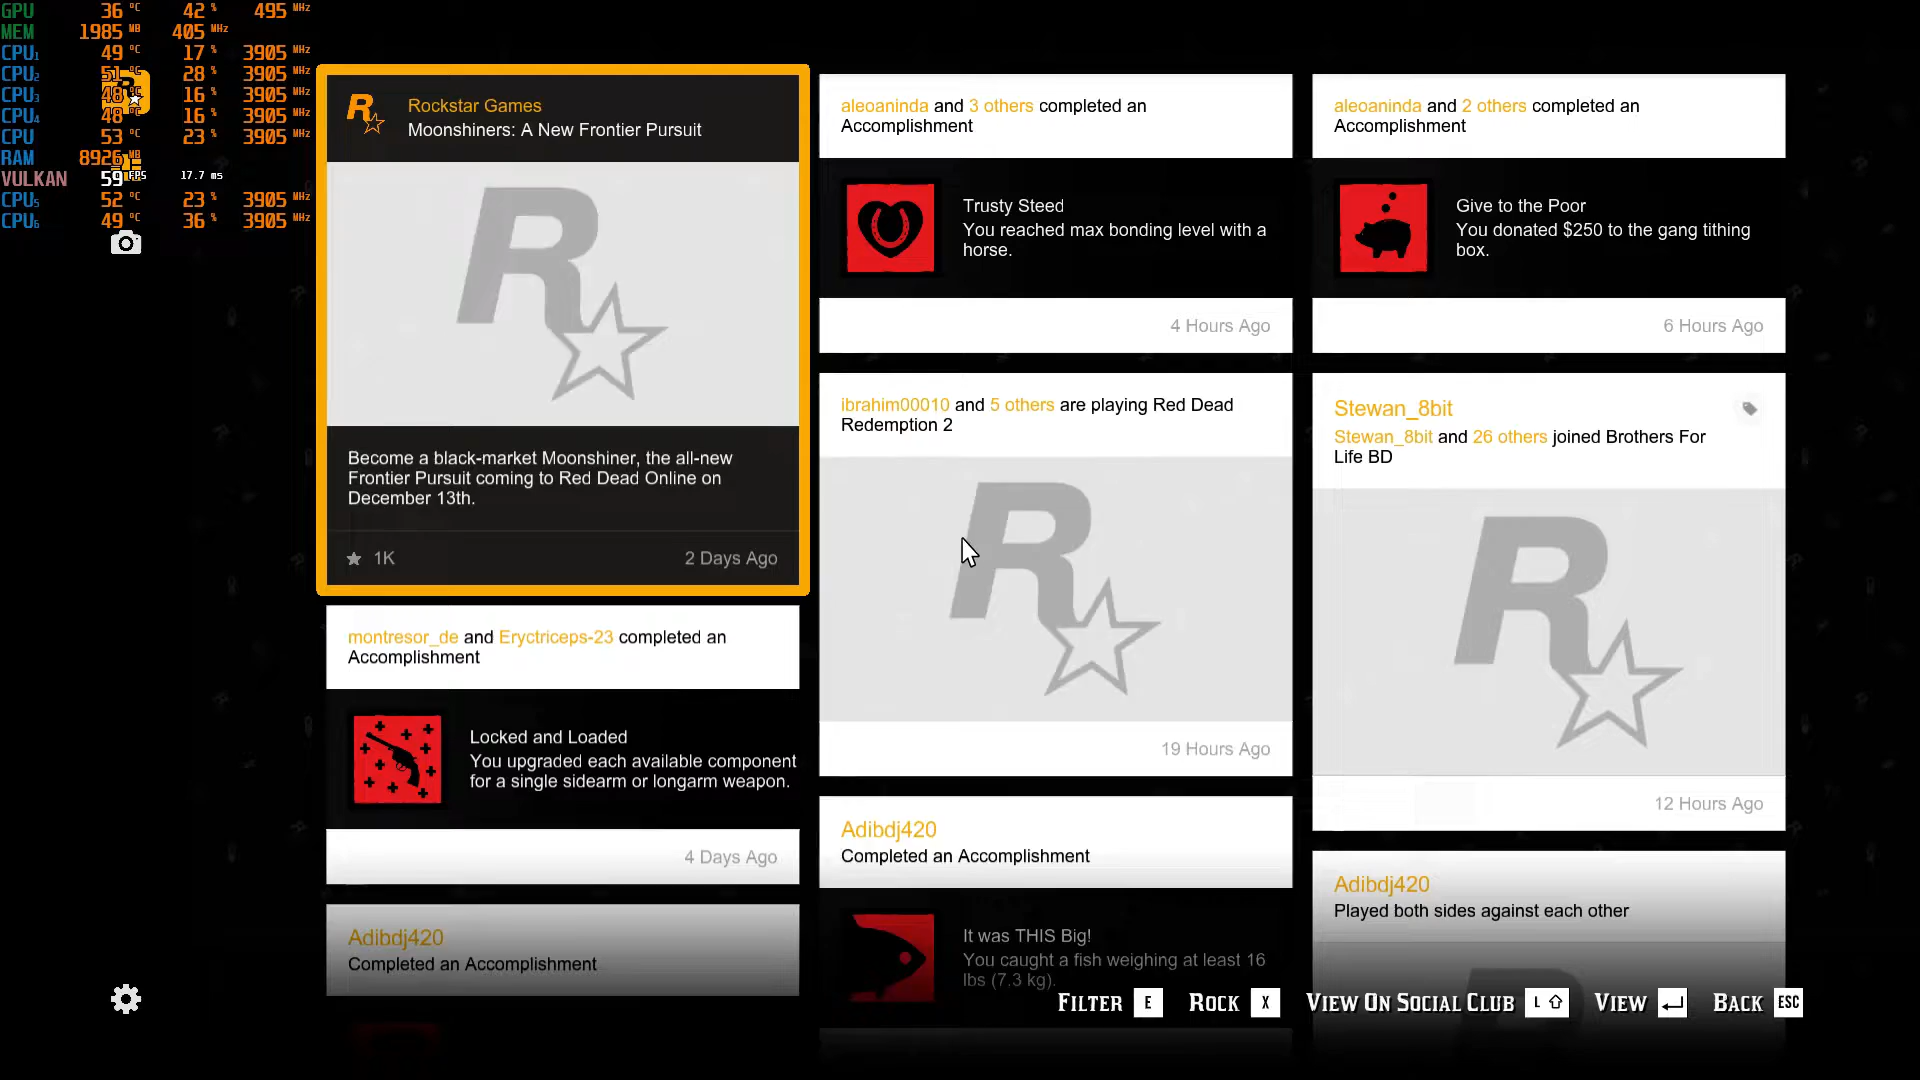 GPU 36 °C 42 % 495 MHz
MEM 1985 MB 405 MHz
CPU1 49 °C 17 % 3905 MHz
CPU2 51 °C 28 % 3905 MHz
CPU3 48 °C 16 % 3905 MHz
CPU4 48 °C 16 % 3905 MHz
CPU 53 °C 23 % 3905 MHz
RAM 8926 MB
VULKAN 59 FPS 17.7 ms
CPU5 52 °C 23 % 3905 MHz
CPU6 49 °C 36 % 3905 MHz
Rockstar Games
Moonshiners: A New Frontier Pursuit
Become a black-market Moonshiner, the all-new
Frontier Pursuit coming to Red Dead Online on
December 13th.
1K 2 Days Ago
montresor_de and Eryctriceps-23 completed an
Accomplishment
Locked and Loaded
You upgraded each available component
for a single sidearm or longarm weapon.
4 Days Ago
Adibdj420
Completed an Accomplishment
aleoaninda and 3 others completed an
Accomplishment
Trusty Steed
You reached max bonding level with a
horse.
4 Hours Ago
ibrahim00010 and 5 others are playing Red Dead
Redemption 2
19 Hours Ago
Adibdj420
Completed an Accomplishment
It was THIS Big!
You caught a fish weighing at least 16
lbs (7.3 kg).
aleoaninda and 2 others completed an
Accomplishment
Give to the Poor
You donated $250 to the gang tithing
box.
6 Hours Ago
Stewan_8bit
Stewan_8bit and 26 others joined Brothers For
Life BD
12 Hours Ago
Adibdj420
Played both sides against each other
FILTER E ROCK X VIEW ON SOCIAL CLUB L VIEW BACK ESC